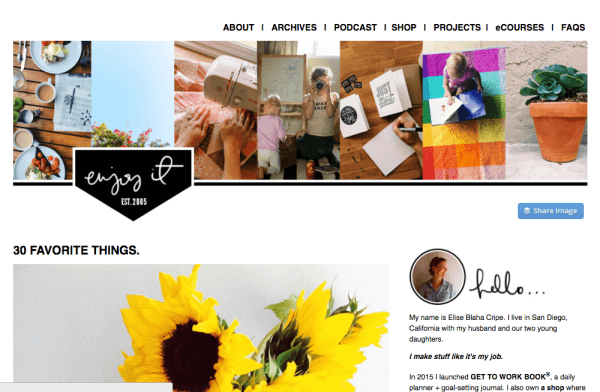 ABOUT | ARCHIVES | PODCAST | SHOP | PROJECTS | eCOURSES | FAQS
enjoy it
EST. 2005
Share Image
30 FAVORITE THINGS.
hello...
My name is Elise Blaha Cripe. I live in San Diego,
California with my husband and our two young
daughters.
I make stuff like it's my job.
In 2015 I launched GET TO WORK BOOK®, a daily
planner + goal-setting journal. I also own a shop where